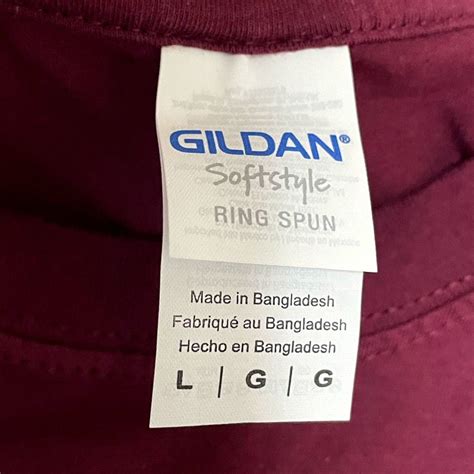 GILDAN®
Softstyle
RING SPUN
Made in Bangladesh
Fabriqué au Bangladesh
Hecho en Bangladesh
L | G | G